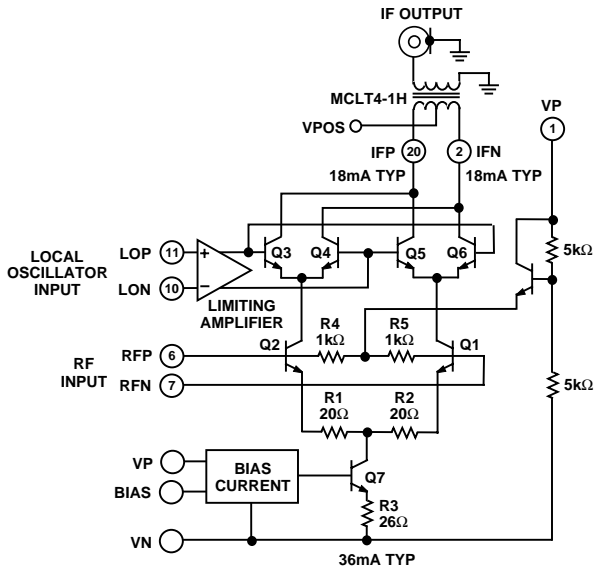 IF OUTPUT
MCLT4-1H
VP
1
VPOS
IFP
20
2
IFN
18mA TYP
18mA TYP
LOCAL
OSCILLATOR
INPUT
LOP
11
+
LON
10
–
LIMITING
AMPLIFIER
Q3
Q4
Q5
Q6
5kΩ
RF
INPUT
RFP
6
RFN
7
Q2
R4
1kΩ
R5
1kΩ
Q1
5kΩ
R1
20Ω
R2
20Ω
VP
BIAS
BIAS
CURRENT
Q7
R3
26Ω
VN
36mA TYP